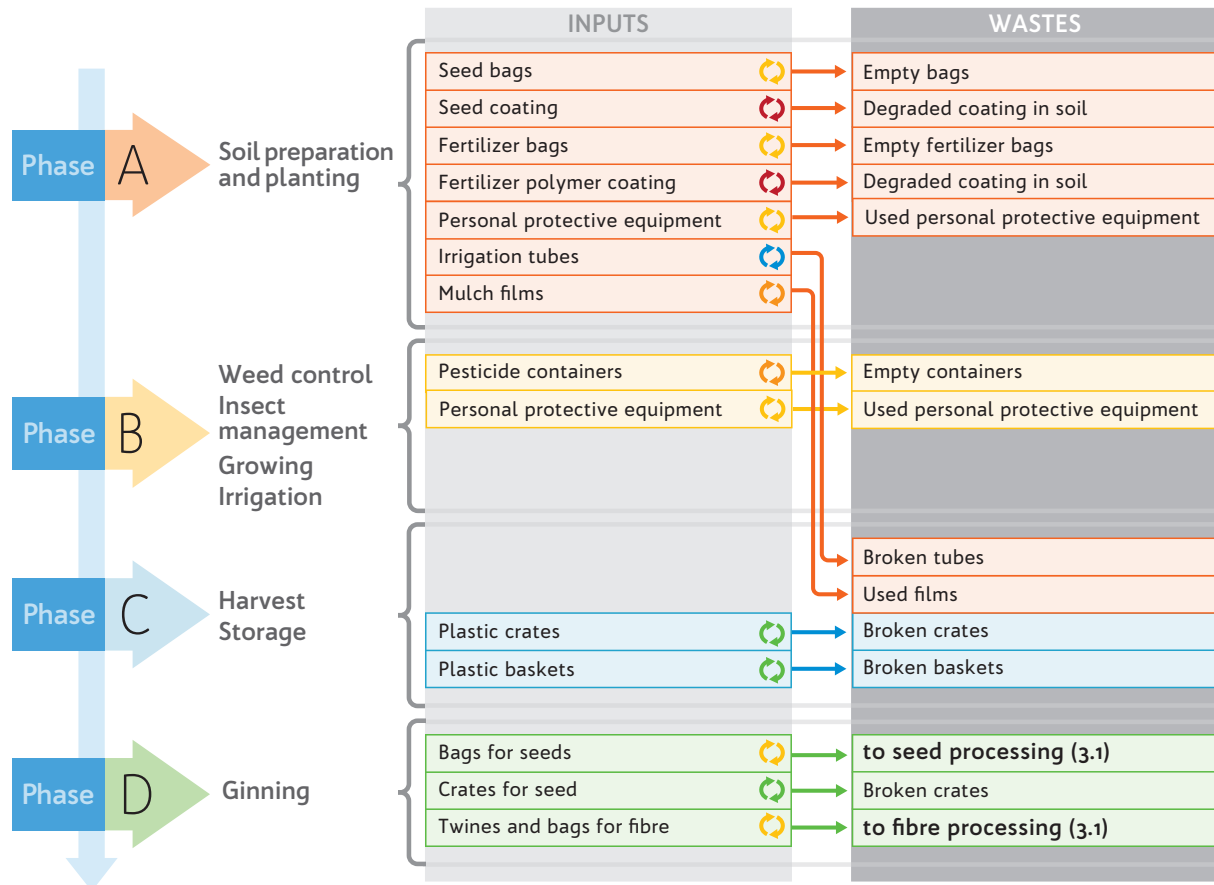 INPUTS
WASTES
Phase
A
Soil preparation
and planting
Seed bags
Empty bags
Seed coating
Degraded coating in soil
Fertilizer bags
Empty fertilizer bags
Fertilizer polymer coating
Degraded coating in soil
Personal protective equipment
Used personal protective equipment
Irrigation tubes
Mulch films
Phase
B
Weed control
Insect
management
Growing
Irrigation
Pesticide containers
Empty containers
Personal protective equipment
Used personal protective equipment
Phase
C
Harvest
Storage
Broken tubes
Used films
Plastic crates
Broken crates
Plastic baskets
Broken baskets
Phase
D
Ginning
Bags for seeds
to seed processing (3.1)
Crates for seed
Broken crates
Twines and bags for fibre
to fibre processing (3.1)